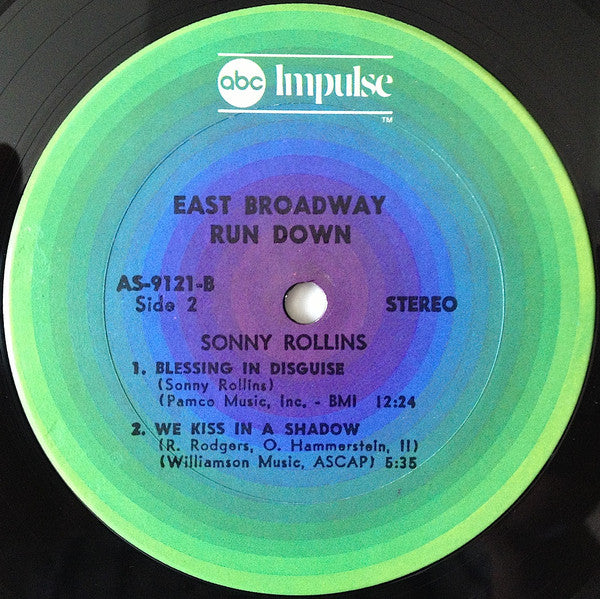 abc Impulse
TM
EAST BROADWAY
RUN DOWN
AS-9121-B
Side 2
STEREO
SONNY ROLLINS
1. BLESSING IN DISGUISE
(Sonny Rollins)
(Pamco Music, Inc. - BMI 12:24
2. WE KISS IN A SHADOW
(R. Rodgers, O. Hammerstein, II)
(Williamson Music, ASCAP) 5:35